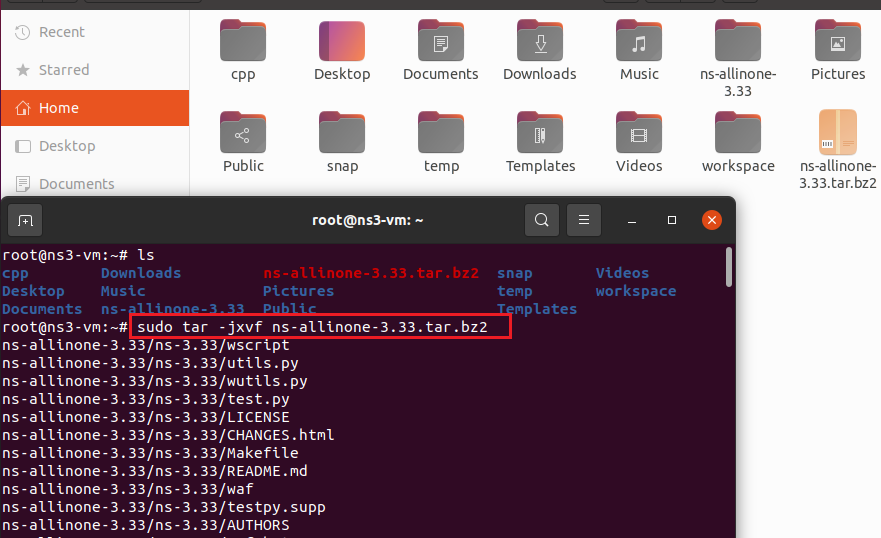 Recent
Starred
Home
Desktop
Documents
cpp Desktop Documents Downloads Music ns-allinone- Pictures
3.33
Public snap temp Templates Videos workspace ns-allinone-
3.33.tar.bz2
root@ns3-vm: ~
root@ns3-vm:~# ls
cpp Downloads ns-allinone-3.33.tar.bz2 snap Videos
Desktop Music Pictures temp workspace
Documents ns-allinone-3.33 Public Templates
root@ns3-vm:~# sudo tar -jxvf ns-allinone-3.33.tar.bz2
ns-allinone-3.33/ns-3.33/wscript
ns-allinone-3.33/ns-3.33/utils.py
ns-allinone-3.33/ns-3.33/wutils.py
ns-allinone-3.33/ns-3.33/test.py
ns-allinone-3.33/ns-3.33/LICENSE
ns-allinone-3.33/ns-3.33/CHANGES.html
ns-allinone-3.33/ns-3.33/Makefile
ns-allinone-3.33/ns-3.33/README.md
ns-allinone-3.33/ns-3.33/waf
ns-allinone-3.33/ns-3.33/testpy.supp
ns-allinone-3.33/ns-3.33/AUTHORS